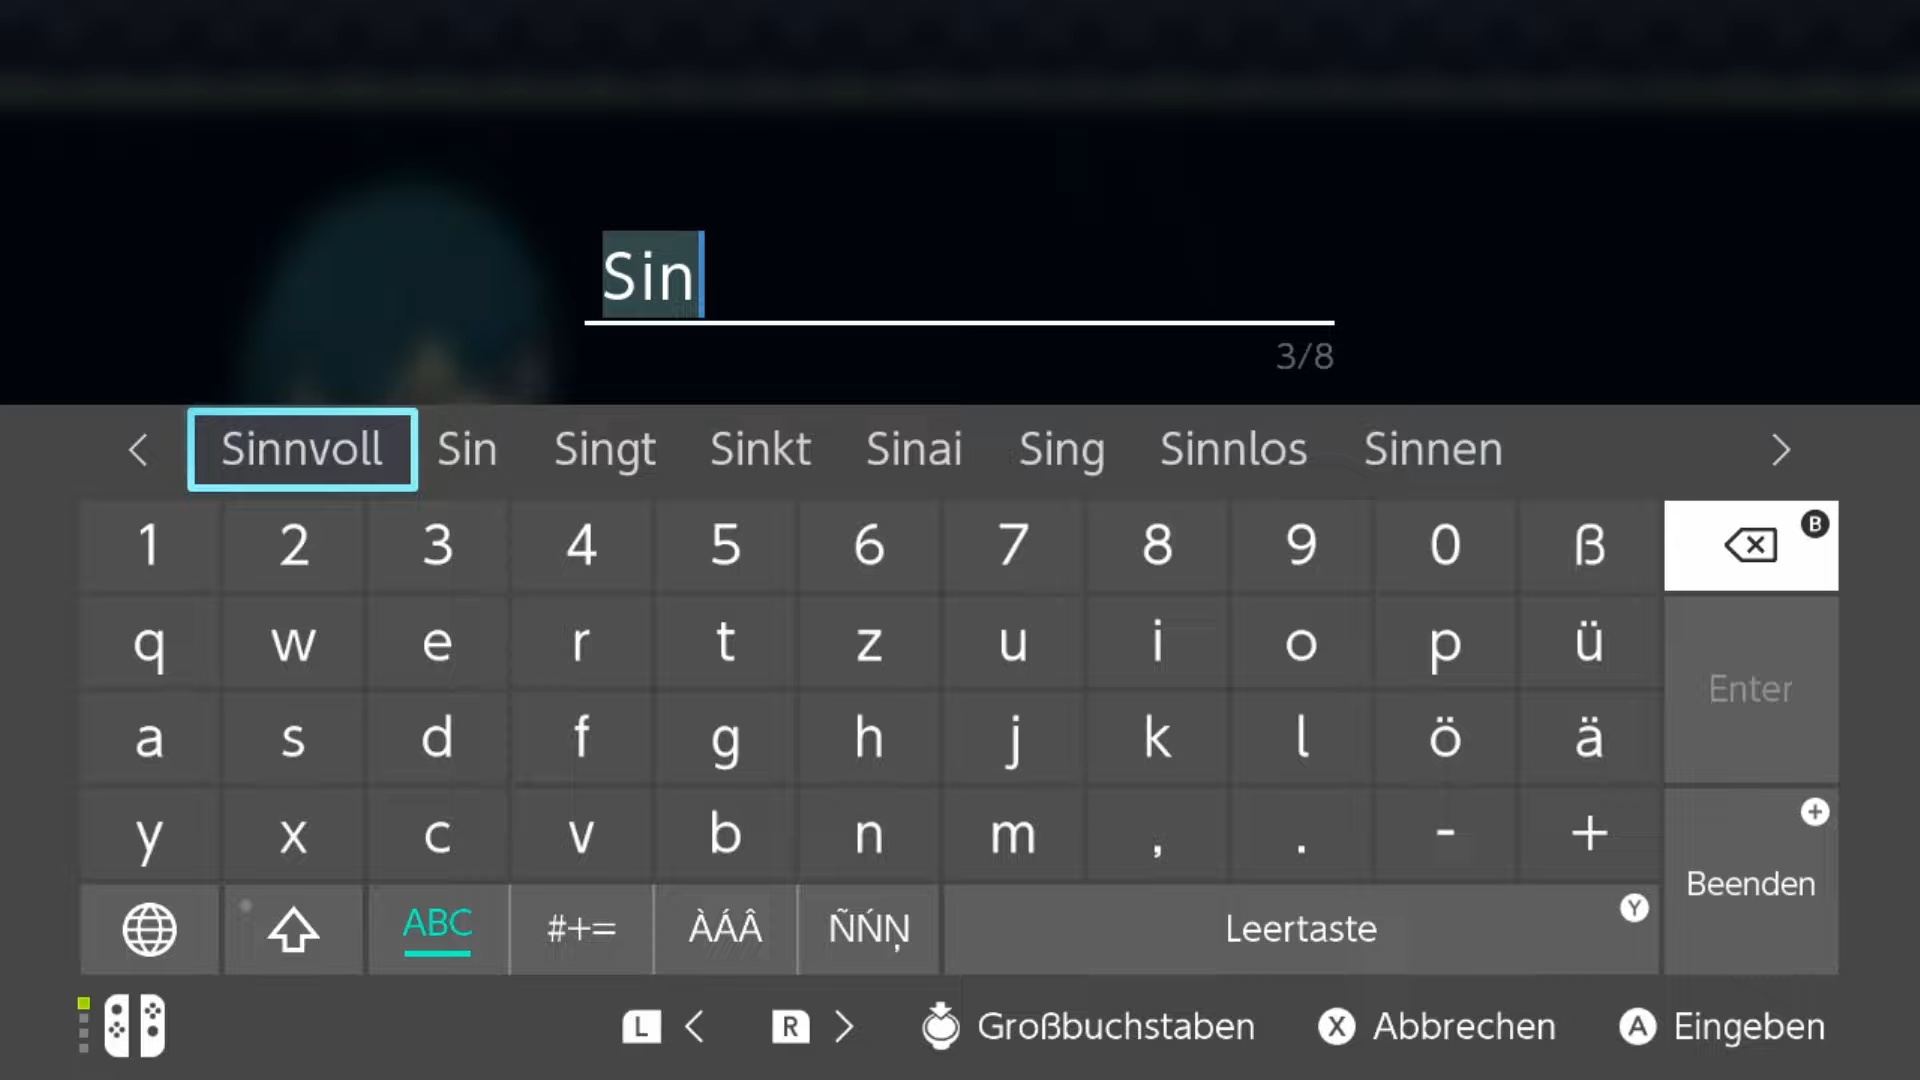 Sin
3/8
< Sinnvoll Sin Singt Sinkt Sinai Sing Sinnlos Sinnen >
1 2 3 4 5 6 7 8 9 0 ß B
q w e r t z u i o p ü Enter
a s d f g h j k l ö ä
y x c v b n m , . - + + Beenden
ABC #+= ÀÁÂ ÑŃŅ Leertaste Y
L < R > Großbuchstaben X Abbrechen A Eingeben